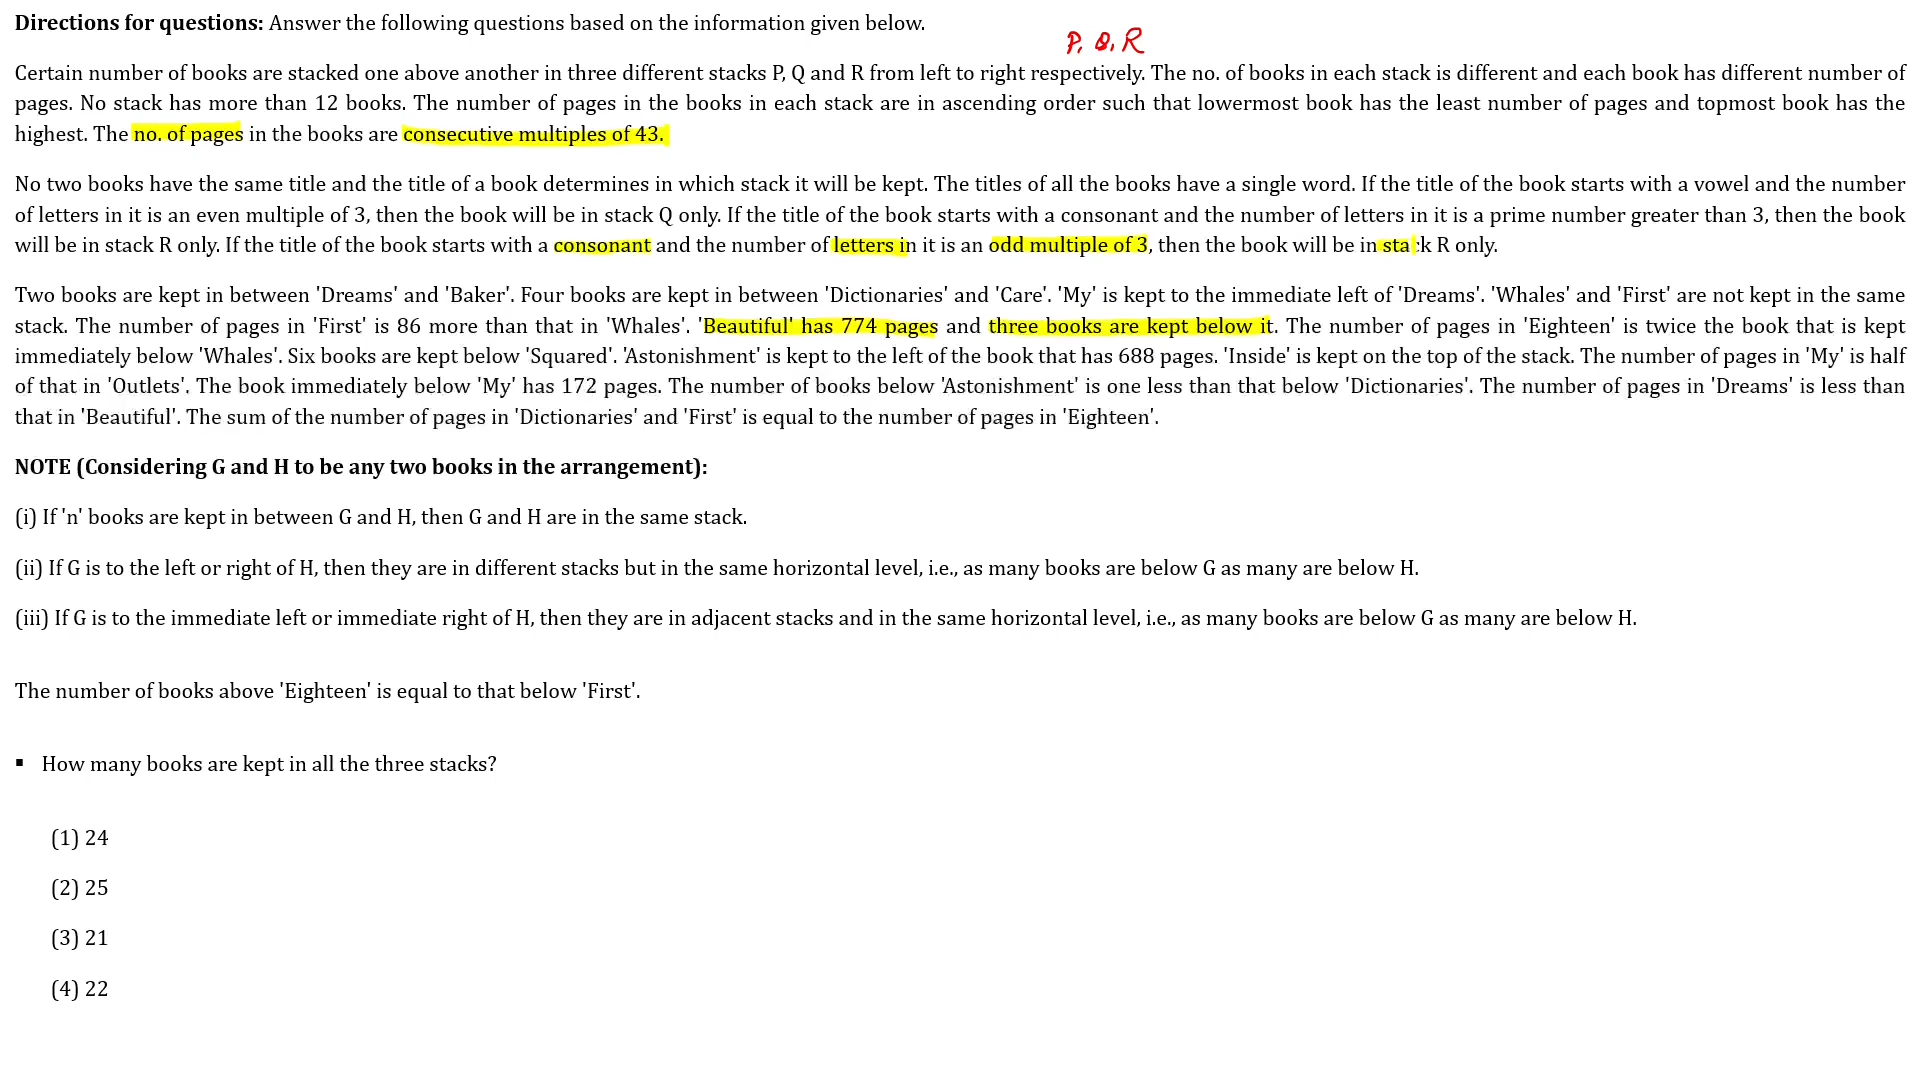 Directions for questions: Answer the following questions based on the information given below.
P, Q, R
Certain number of books are stacked one above another in three different stacks P, Q and R from left to right respectively. The no. of books in each stack is different and each book has different number of
pages. No stack has more than 12 books. The number of pages in the books in each stack are in ascending order such that lowermost book has the least number of pages and topmost book has the
highest. The no. of pages in the books are consecutive multiples of 43.
No two books have the same title and the title of a book determines in which stack it will be kept. The titles of all the books have a single word. If the title of the book starts with a vowel and the number
of letters in it is an even multiple of 3, then the book will be in stack Q only. If the title of the book starts with a consonant and the number of letters in it is a prime number greater than 3, then the book
will be in stack R only. If the title of the book starts with a consonant and the number of letters in it is an odd multiple of 3, then the book will be in stack R only.
Two books are kept in between 'Dreams' and 'Baker'. Four books are kept in between 'Dictionaries' and 'Care'. 'My' is kept to the immediate left of 'Dreams'. 'Whales' and 'First' are not kept in the same
stack. The number of pages in 'First' is 86 more than that in 'Whales'. 'Beautiful' has 774 pages and three books are kept below it. The number of pages in 'Eighteen' is twice the book that is kept
immediately below 'Whales'. Six books are kept below 'Squared'. 'Astonishment' is kept to the left of the book that has 688 pages. 'Inside' is kept on the top of the stack. The number of pages in 'My' is half
of that in 'Outlets'. The book immediately below 'My' has 172 pages. The number of books below 'Astonishment' is one less than that below 'Dictionaries'. The number of pages in 'Dreams' is less than
that in 'Beautiful'. The sum of the number of pages in 'Dictionaries' and 'First' is equal to the number of pages in 'Eighteen'.
NOTE (Considering G and H to be any two books in the arrangement):
(i) If 'n' books are kept in between G and H, then G and H are in the same stack.
(ii) If G is to the left or right of H, then they are in different stacks but in the same horizontal level, i.e., as many books are below G as many are below H.
(iii) If G is to the immediate left or immediate right of H, then they are in adjacent stacks and in the same horizontal level, i.e., as many books are below G as many are below H.
The number of books above 'Eighteen' is equal to that below 'First'.
▪ How many books are kept in all the three stacks?
(1) 24
(2) 25
(3) 21
(4) 22